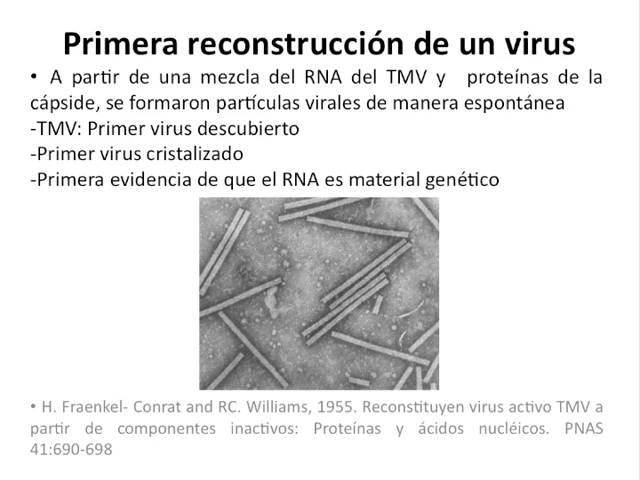 Primera reconstrucción de un virus
• A partir de una mezcla del RNA del TMV y proteínas de la
cápside, se formaron partículas virales de manera espontánea
-TMV: Primer virus descubierto
-Primer virus cristalizado
-Primera evidencia de que el RNA es material genético
• H. Fraenkel- Conrat and RC. Williams, 1955. Reconstituyen virus activo TMV a
partir de componentes inactivos: Proteínas y ácidos nucléicos. PNAS
41:690-698